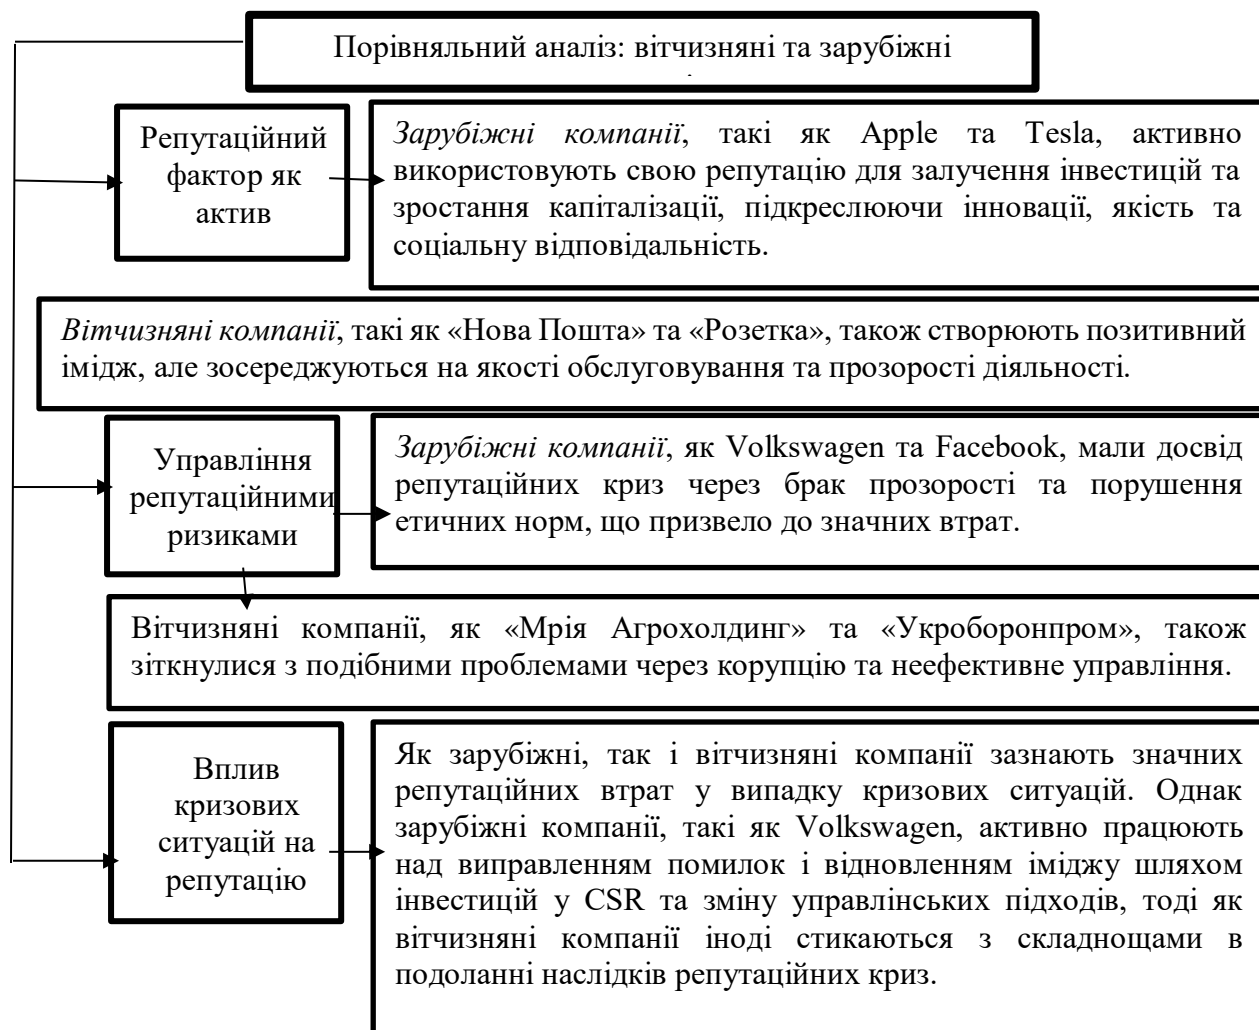 Порівняльний аналіз: вітчизняні та зарубіжні
Репутаційний
фактор як
актив
Зарубіжні компанії, такі як Apple та Tesla, активно
використовують свою репутацію для залучення інвестицій та
зростання капіталізації, підкреслюючи інновації, якість та
соціальну відповідальність.
Вітчизняні компанії, такі як «Нова Пошта» та «Розетка», також створюють позитивний
імідж, але зосереджуються на якості обслуговування та прозорості діяльності.
Управління
репутаційними
ризиками
Зарубіжні компанії, як Volkswagen та Facebook, мали досвід
репутаційних криз через брак прозорості та порушення
етичних норм, що призвело до значних втрат.
Вітчизняні компанії, як «Мрія Агрохолдинг» та «Укроборонпром», також
зіткнулися з подібними проблемами через корупцію та неефективне управління.
Вплив
кризових
ситуацій на
репутацію
Як зарубіжні, так і вітчизняні компанії зазнають значних
репутаційних втрат у випадку кризових ситуацій. Однак
зарубіжні компанії, такі як Volkswagen, активно працюють
над виправленням помилок і відновленням іміджу шляхом
інвестицій у CSR та зміну управлінських підходів, тоді як
вітчизняні компанії іноді стикаються з складнощами в
подоланні наслідків репутаційних криз.